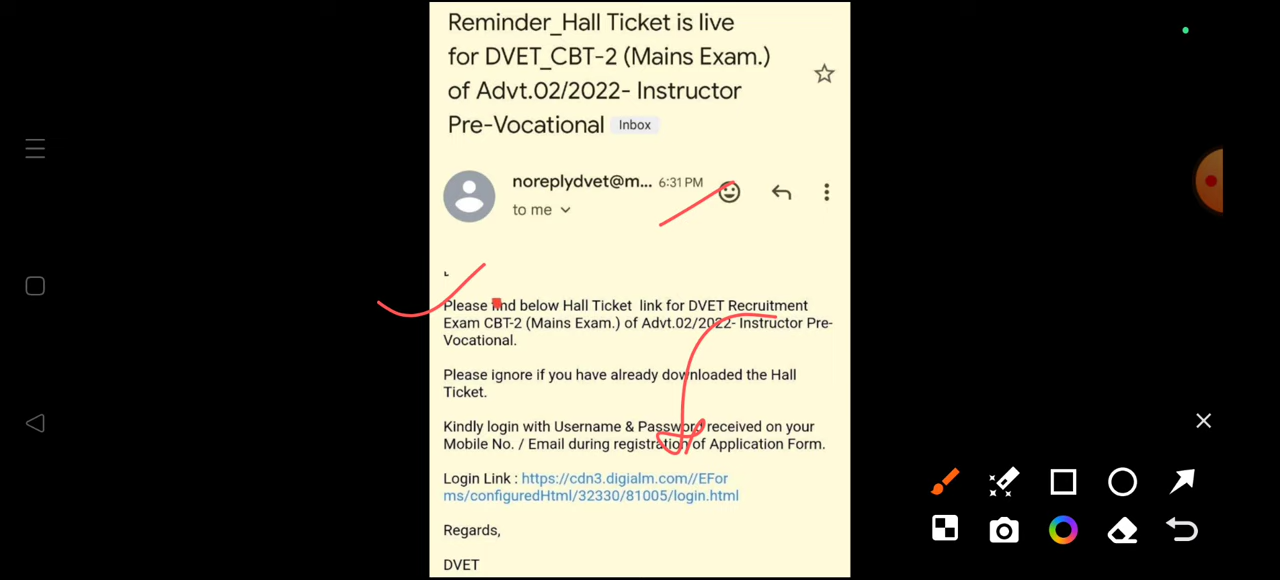 Reminder_Hall Ticket is live
for DVET_CBT-2 (Mains Exam.)
of Advt.02/2022- Instructor
Pre-Vocational Inbox
noreplydvet@m... 6:31 PM
to me
Please find below Hall Ticket link for DVET Recruitment
Exam CBT-2 (Mains Exam.) of Advt.02/2022- Instructor Pre-
Vocational.
Please ignore if you have already downloaded the Hall
Ticket.
Kindly login with Username & Password received on your
Mobile No. / Email during registration of Application Form.
Login Link : https://cdn3.digialm.com//EFor
ms/configuredHtml/32330/81005/login.html
Regards,
DVET